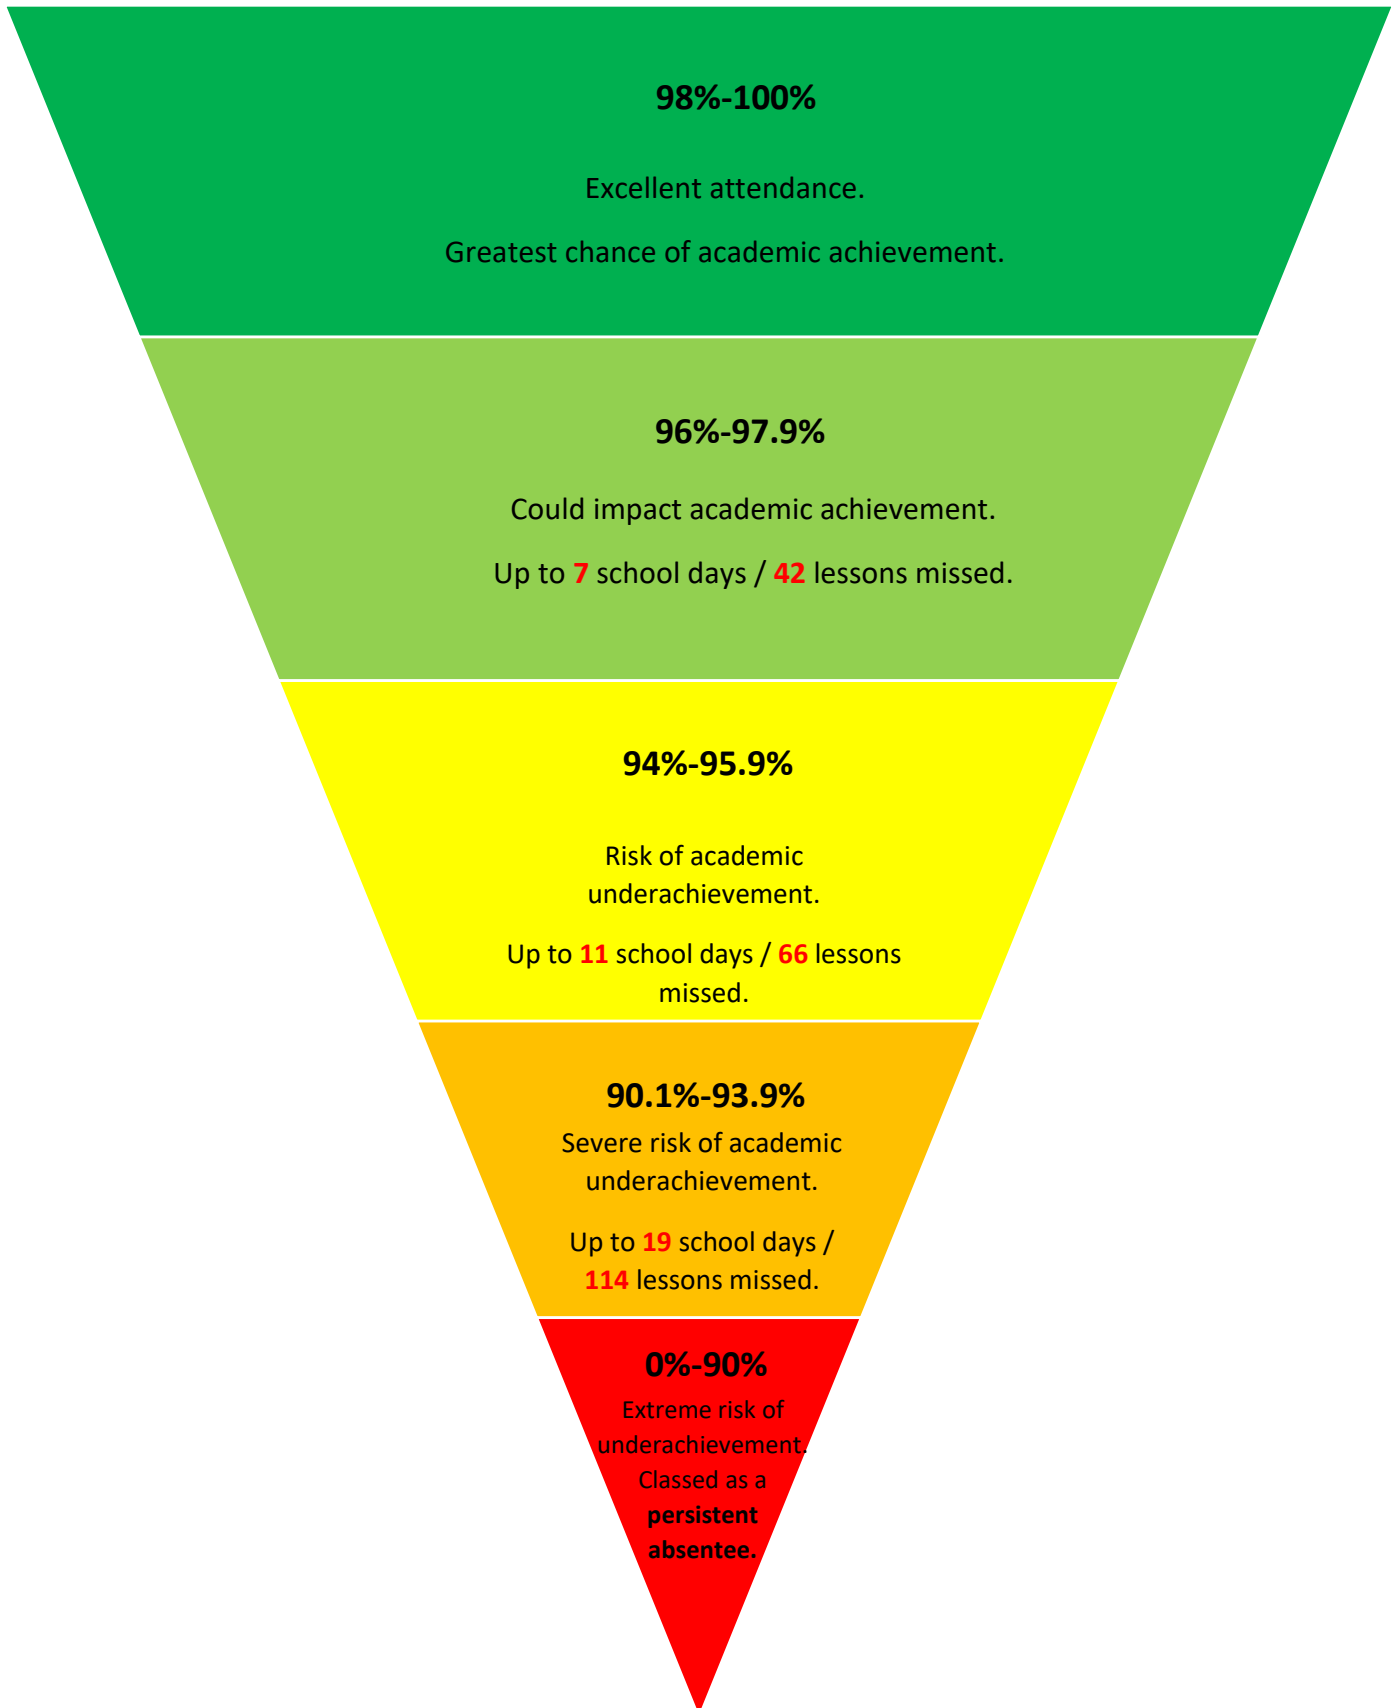 98%-100%
Excellent attendance.
Greatest chance of academic achievement.
96%-97.9%
Could impact academic achievement.
Up to 7 school days / 42 lessons missed.
94%-95.9%
Risk of academic
underachievement.
Up to 11 school days / 66 lessons
missed.
90.1%-93.9%
Severe risk of academic
underachievement.
Up to 19 school days /
114 lessons missed.
0%-90%
Extreme risk of
underachievement.
Classed as a
persistent
absentee.